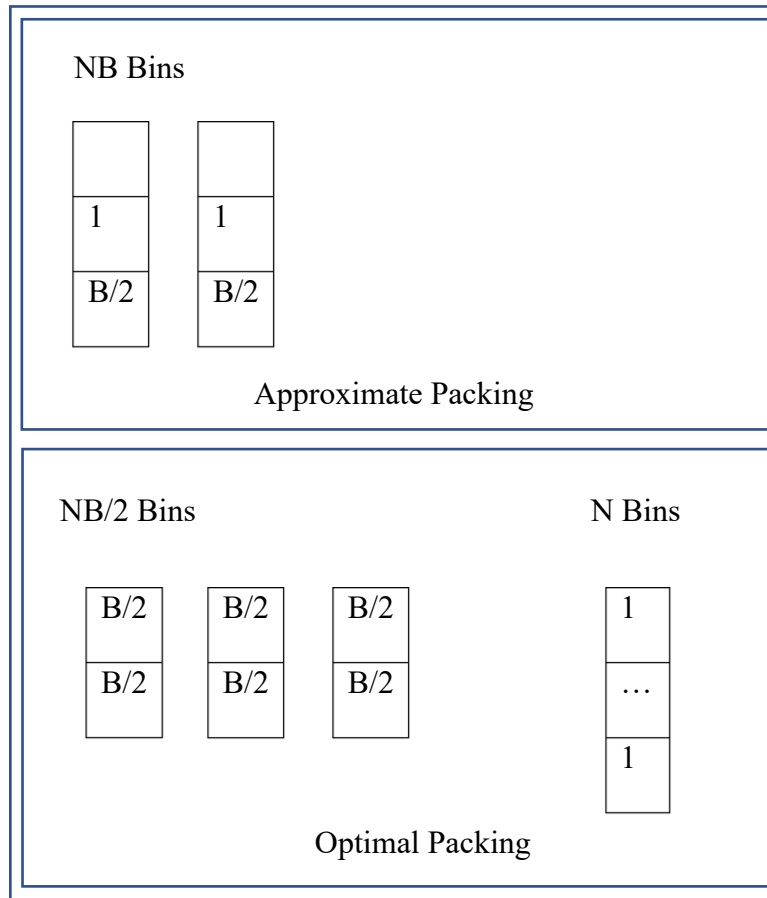 NB Bins
1 1
B/2 B/2
Approximate Packing
NB/2 Bins N Bins
B/2 B/2 B/2 1
B/2 B/2 B/2 …
1
Optimal Packing